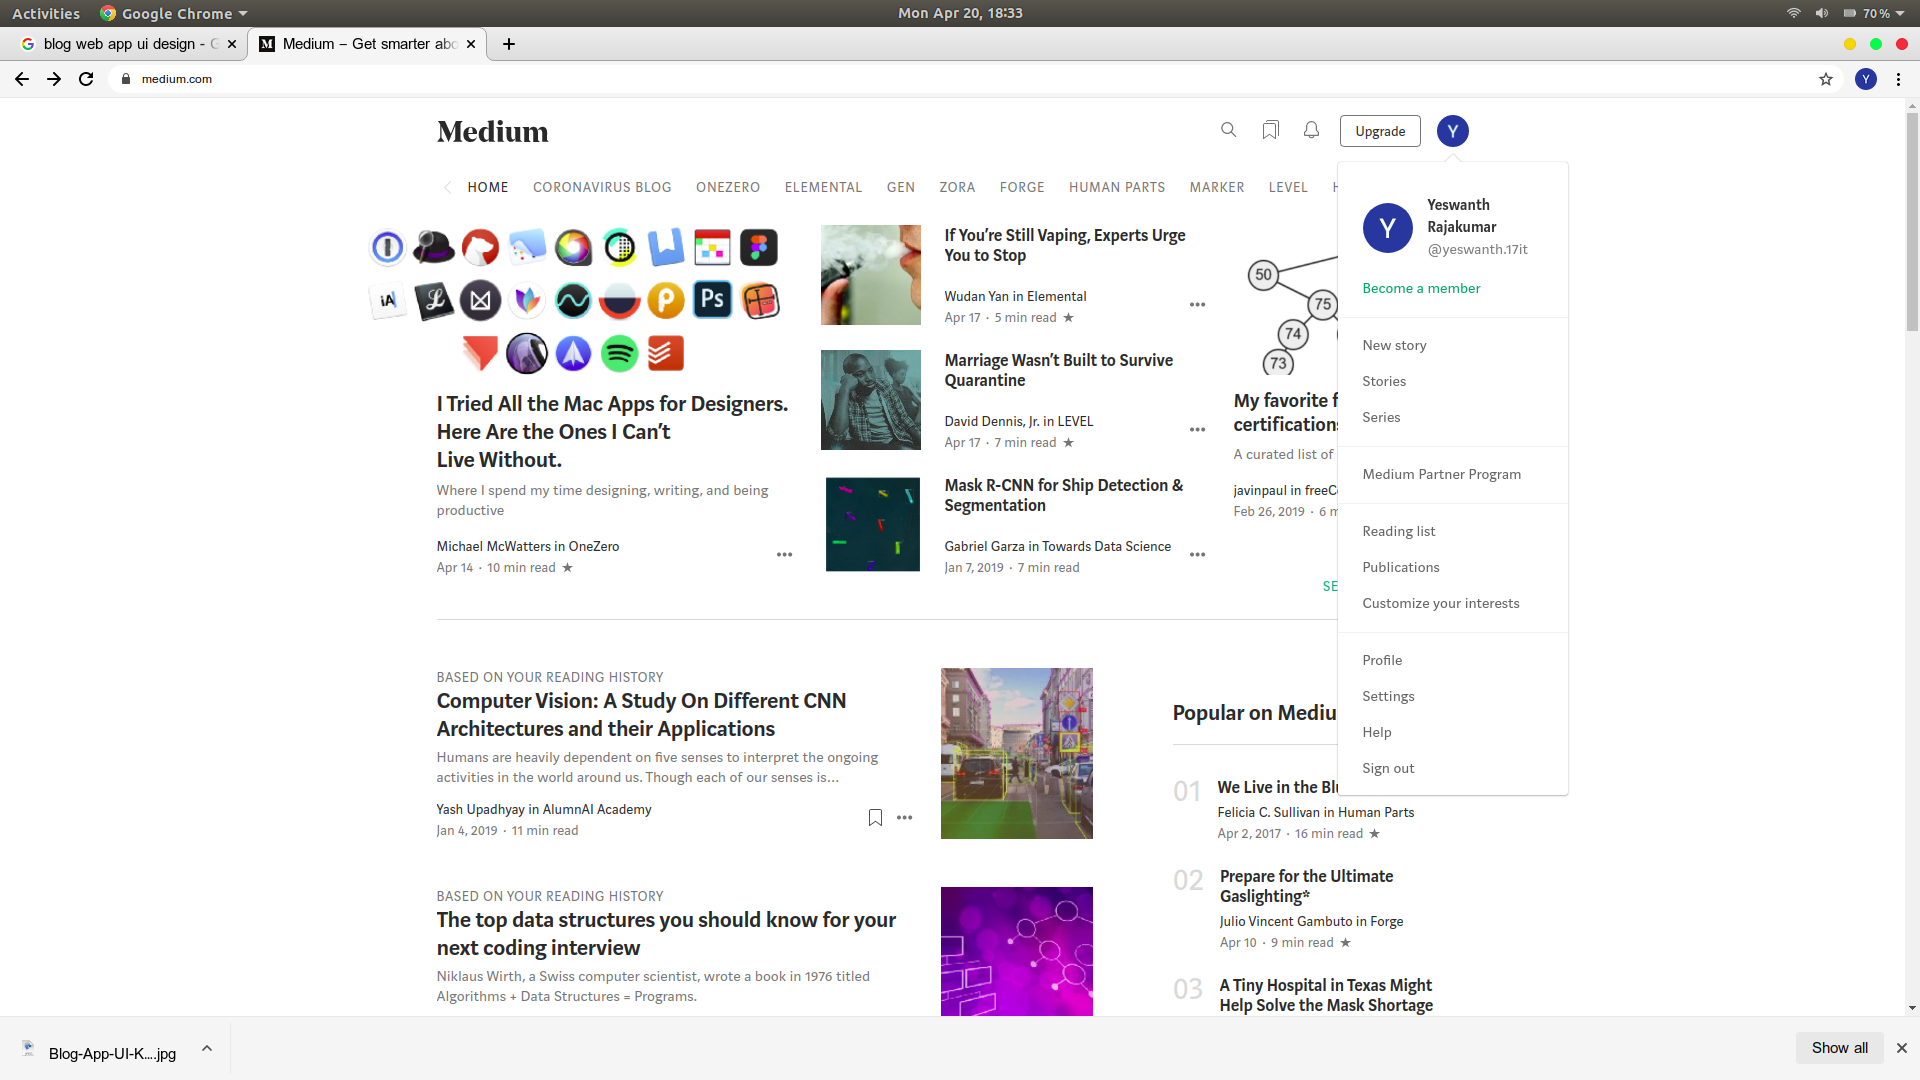 Activities
Google Chrome
Mon Apr 20, 18:33
70 %
blog web app ui design - G
Medium – Get smarter abo
medium.com
Y
Medium
Upgrade
Y
HOME
CORONAVIRUS BLOG
ONEZERO
ELEMENTAL
GEN
ZORA
FORGE
HUMAN PARTS
MARKER
LEVEL
iA
Ps
I Tried All the Mac Apps for Designers.
Here Are the Ones I Can't
Live Without.
Where I spend my time designing, writing, and being
productive
Michael McWatters in OneZero
Apr 14 · 10 min read ★
If You're Still Vaping, Experts Urge
You to Stop
Wudan Yan in Elemental
Apr 17 · 5 min read ★
Marriage Wasn't Built to Survive
Quarantine
David Dennis, Jr. in LEVEL
Apr 17 · 7 min read ★
Mask R-CNN for Ship Detection &
Segmentation
Gabriel Garza in Towards Data Science
Jan 7, 2019 · 7 min read
50
75
74
73
My favorite f
certifications
A curated list of
javinpaul in freeC
Feb 26, 2019 · 6 m
SE
Y
Yeswanth
Rajakumar
@yeswanth.17it
Become a member
New story
Stories
Series
Medium Partner Program
Reading list
Publications
Customize your interests
Profile
Settings
Help
Sign out
BASED ON YOUR READING HISTORY
Computer Vision: A Study On Different CNN
Architectures and their Applications
Humans are heavily dependent on five senses to interpret the ongoing
activities in the world around us. Though each of our senses is…
Yash Upadhyay in AlumnAI Academy
Jan 4, 2019 · 11 min read
BASED ON YOUR READING HISTORY
The top data structures you should know for your
next coding interview
Niklaus Wirth, a Swiss computer scientist, wrote a book in 1976 titled
Algorithms + Data Structures = Programs.
Popular on Mediu
01
We Live in the Bl
Felicia C. Sullivan in Human Parts
Apr 2, 2017 · 16 min read ★
02
Prepare for the Ultimate
Gaslighting*
Julio Vincent Gambuto in Forge
Apr 10 · 9 min read ★
03
A Tiny Hospital in Texas Might
Help Solve the Mask Shortage
Blog-App-UI-K....jpg
Show all